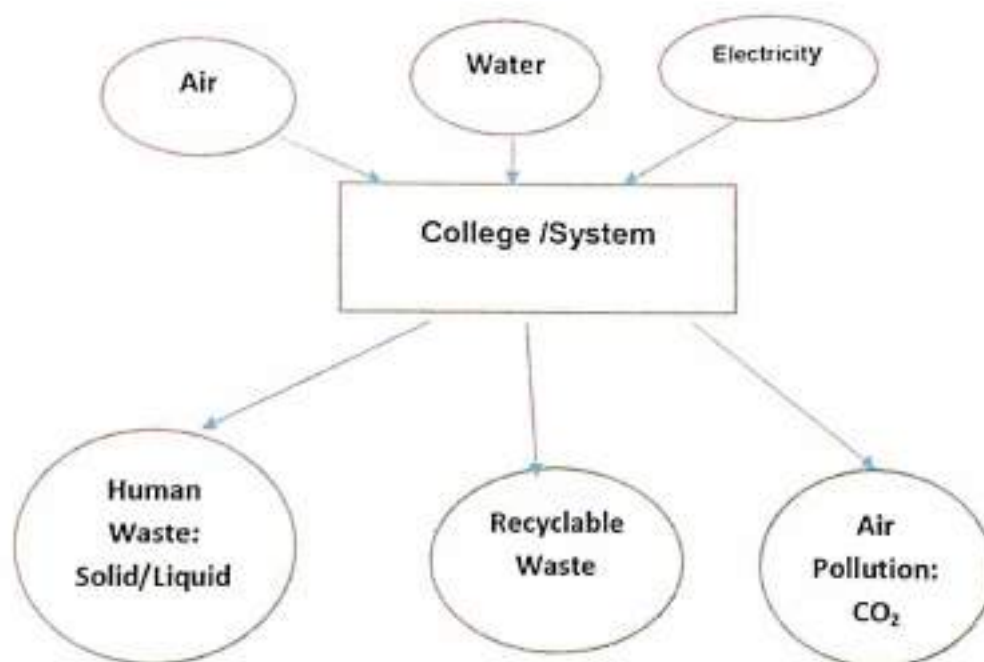 Air
Water
Electricity
College /System
Human
Waste:
Solid/Liquid
Recyclable
Waste
Air
Pollution:
CO₂